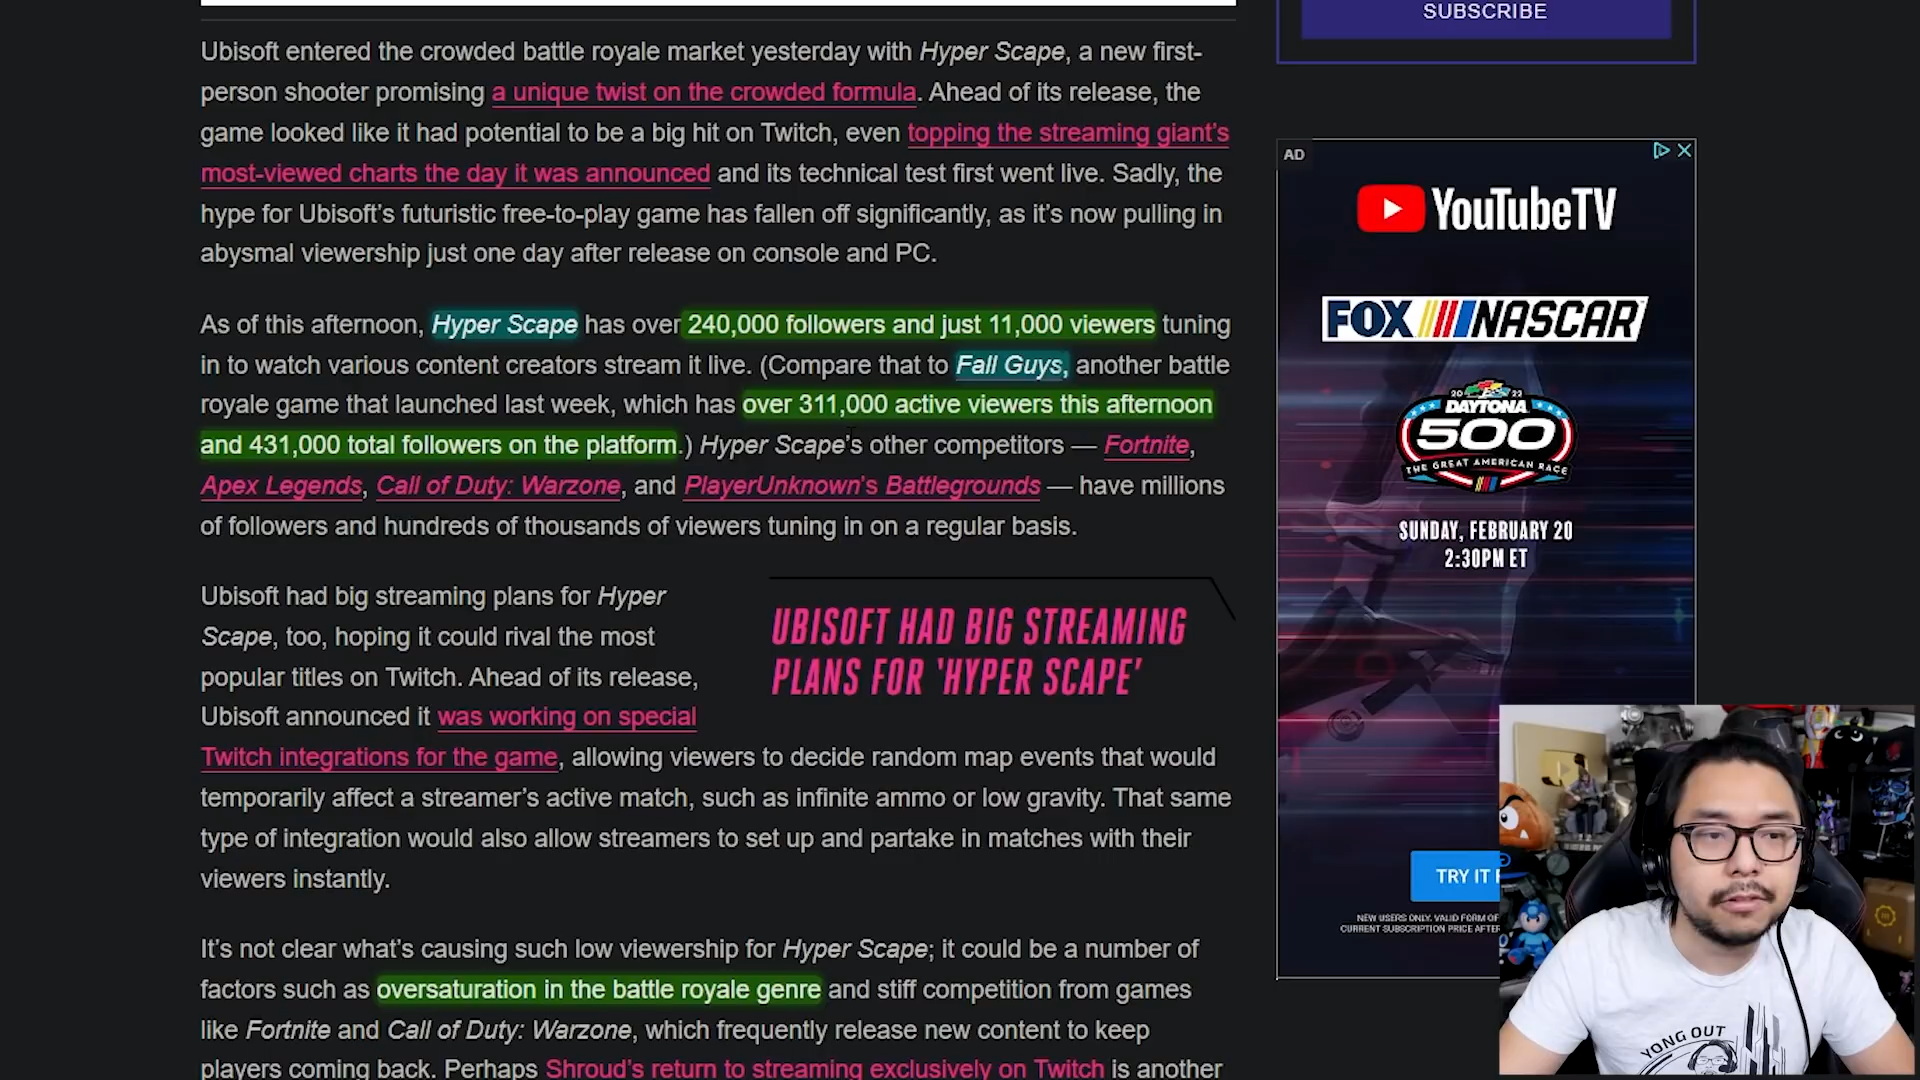 Ubisoft entered the crowded battle royale market yesterday with Hyper Scape, a new first-
person shooter promising a unique twist on the crowded formula. Ahead of its release, the
game looked like it had potential to be a big hit on Twitch, even topping the streaming giant’s
most-viewed charts the day it was announced and its technical test first went live. Sadly, the
hype for Ubisoft’s futuristic free-to-play game has fallen off significantly, as it’s now pulling in
abysmal viewership just one day after release on console and PC.
As of this afternoon, Hyper Scape has over 240,000 followers and just 11,000 viewers tuning
in to watch various content creators stream it live. (Compare that to Fall Guys, another battle
royale game that launched last week, which has over 311,000 active viewers this afternoon
and 431,000 total followers on the platform.) Hyper Scape’s other competitors — Fortnite,
Apex Legends, Call of Duty: Warzone, and PlayerUnknown’s Battlegrounds — have millions
of followers and hundreds of thousands of viewers tuning in on a regular basis.
Ubisoft had big streaming plans for Hyper
Scape, too, hoping it could rival the most
popular titles on Twitch. Ahead of its release,
Ubisoft announced it was working on special
Twitch integrations for the game, allowing viewers to decide random map events that would
temporarily affect a streamer’s active match, such as infinite ammo or low gravity. That same
type of integration would also allow streamers to set up and partake in matches with their
viewers instantly.
UBISOFT HAD BIG STREAMING
PLANS FOR 'HYPER SCAPE'
It’s not clear what’s causing such low viewership for Hyper Scape; it could be a number of
factors such as oversaturation in the battle royale genre and stiff competition from games
like Fortnite and Call of Duty: Warzone, which frequently release new content to keep
players coming back. Perhaps Shroud’s return to streaming exclusively on Twitch is another
SUBSCRIBE
AD
YouTubeTV
FOX NASCAR
20 22
DAYTONA
500
THE GREAT AMERICAN RACE
SUNDAY, FEBRUARY 20
2:30PM ET
TRY IT F
NEW USERS ONLY. VALID FORM OF
CURRENT SUBSCRIPTION PRICE AFTER
YONG OUT